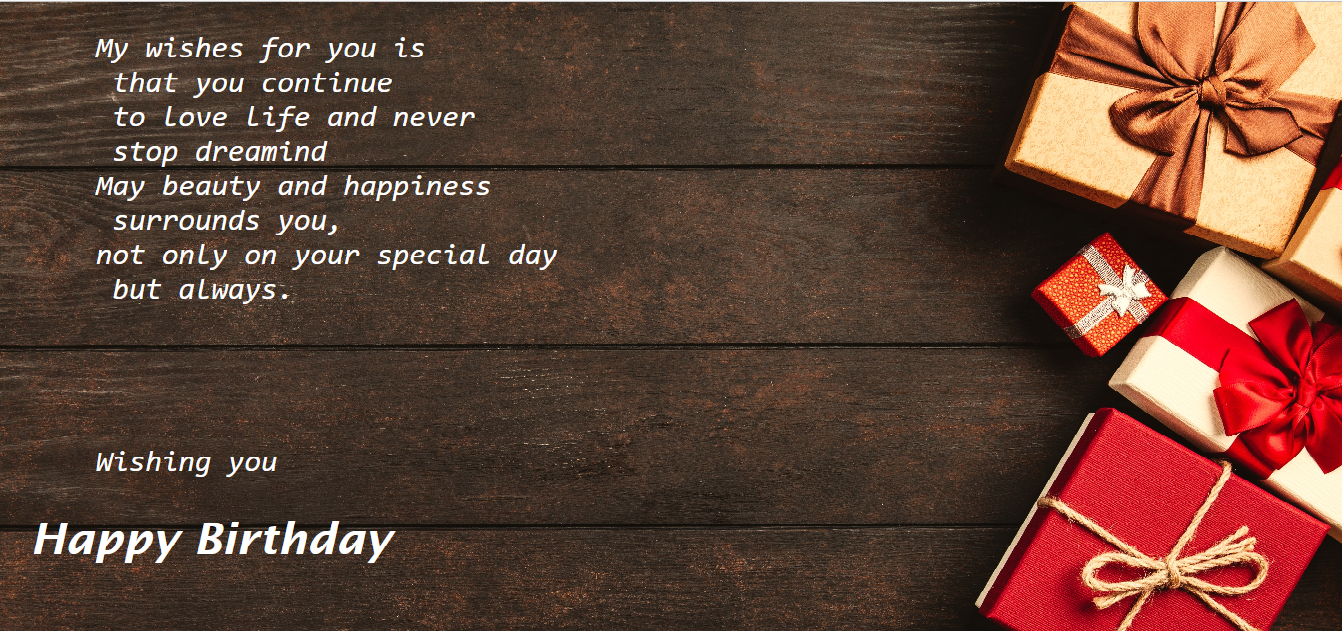 My wishes for you is
that you continue
to love life and never
stop dreamind
May beauty and happiness
surrounds you,
not only on your special day
but always.
Wishing you
Happy Birthday